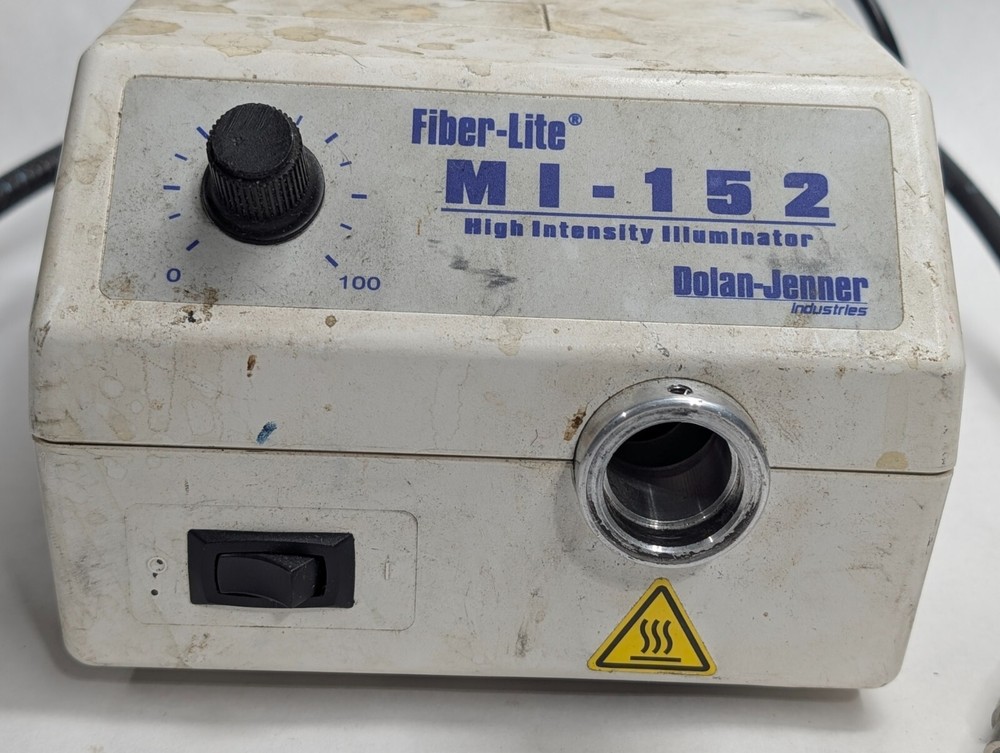 Fiber-Lite®
MI-152
High Intensity Illuminator
Dolan-Jenner
industries
0
100